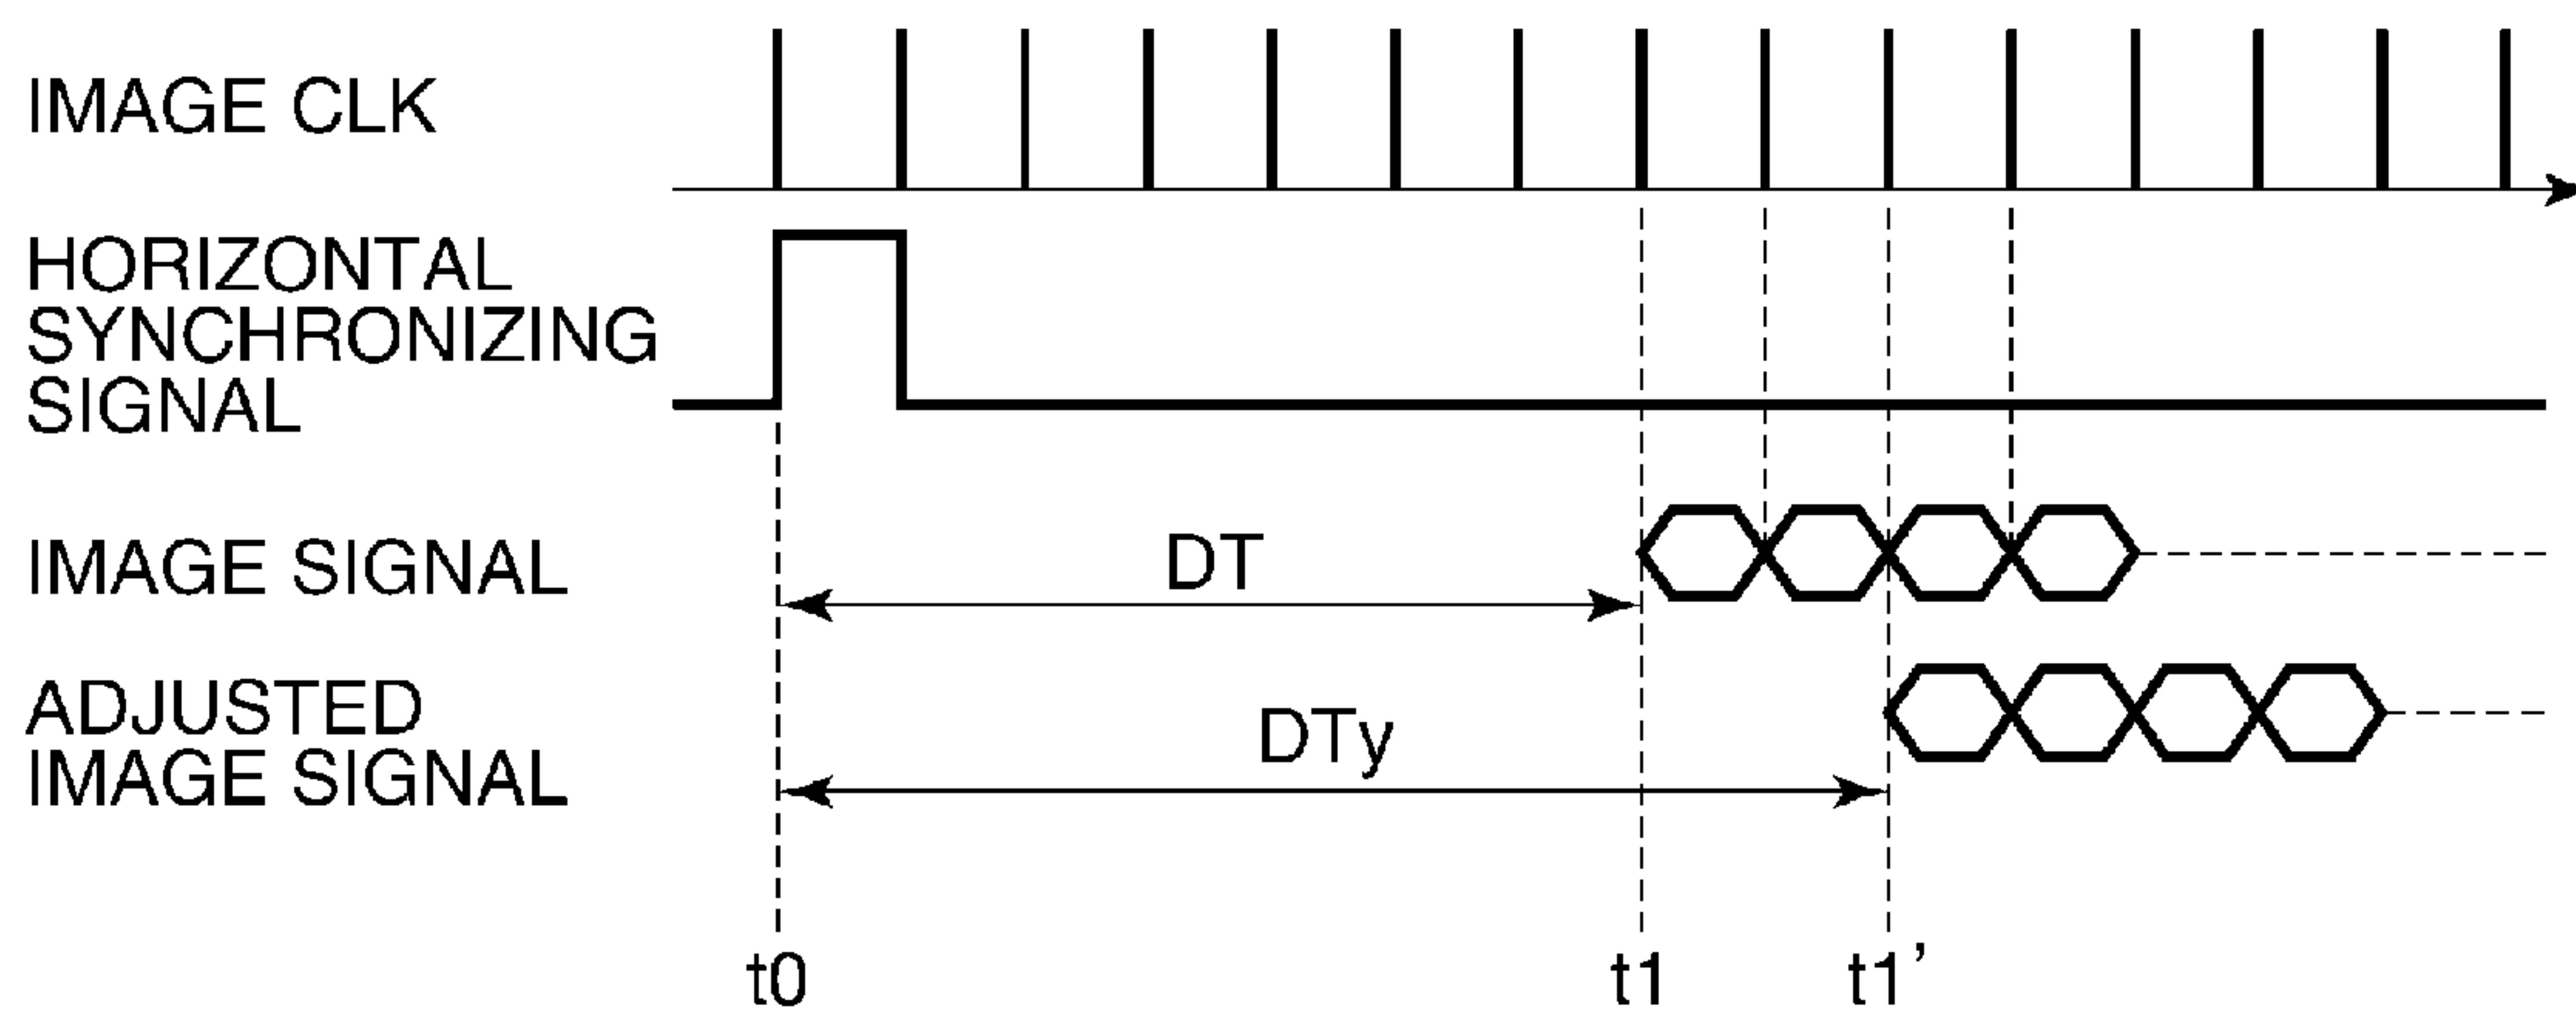 IMAGE CLK
HORIZONTAL
SYNCHRONIZING
SIGNAL
IMAGE SIGNAL
DT
ADJUSTED
IMAGE SIGNAL
DTy
t0
t1
t1’